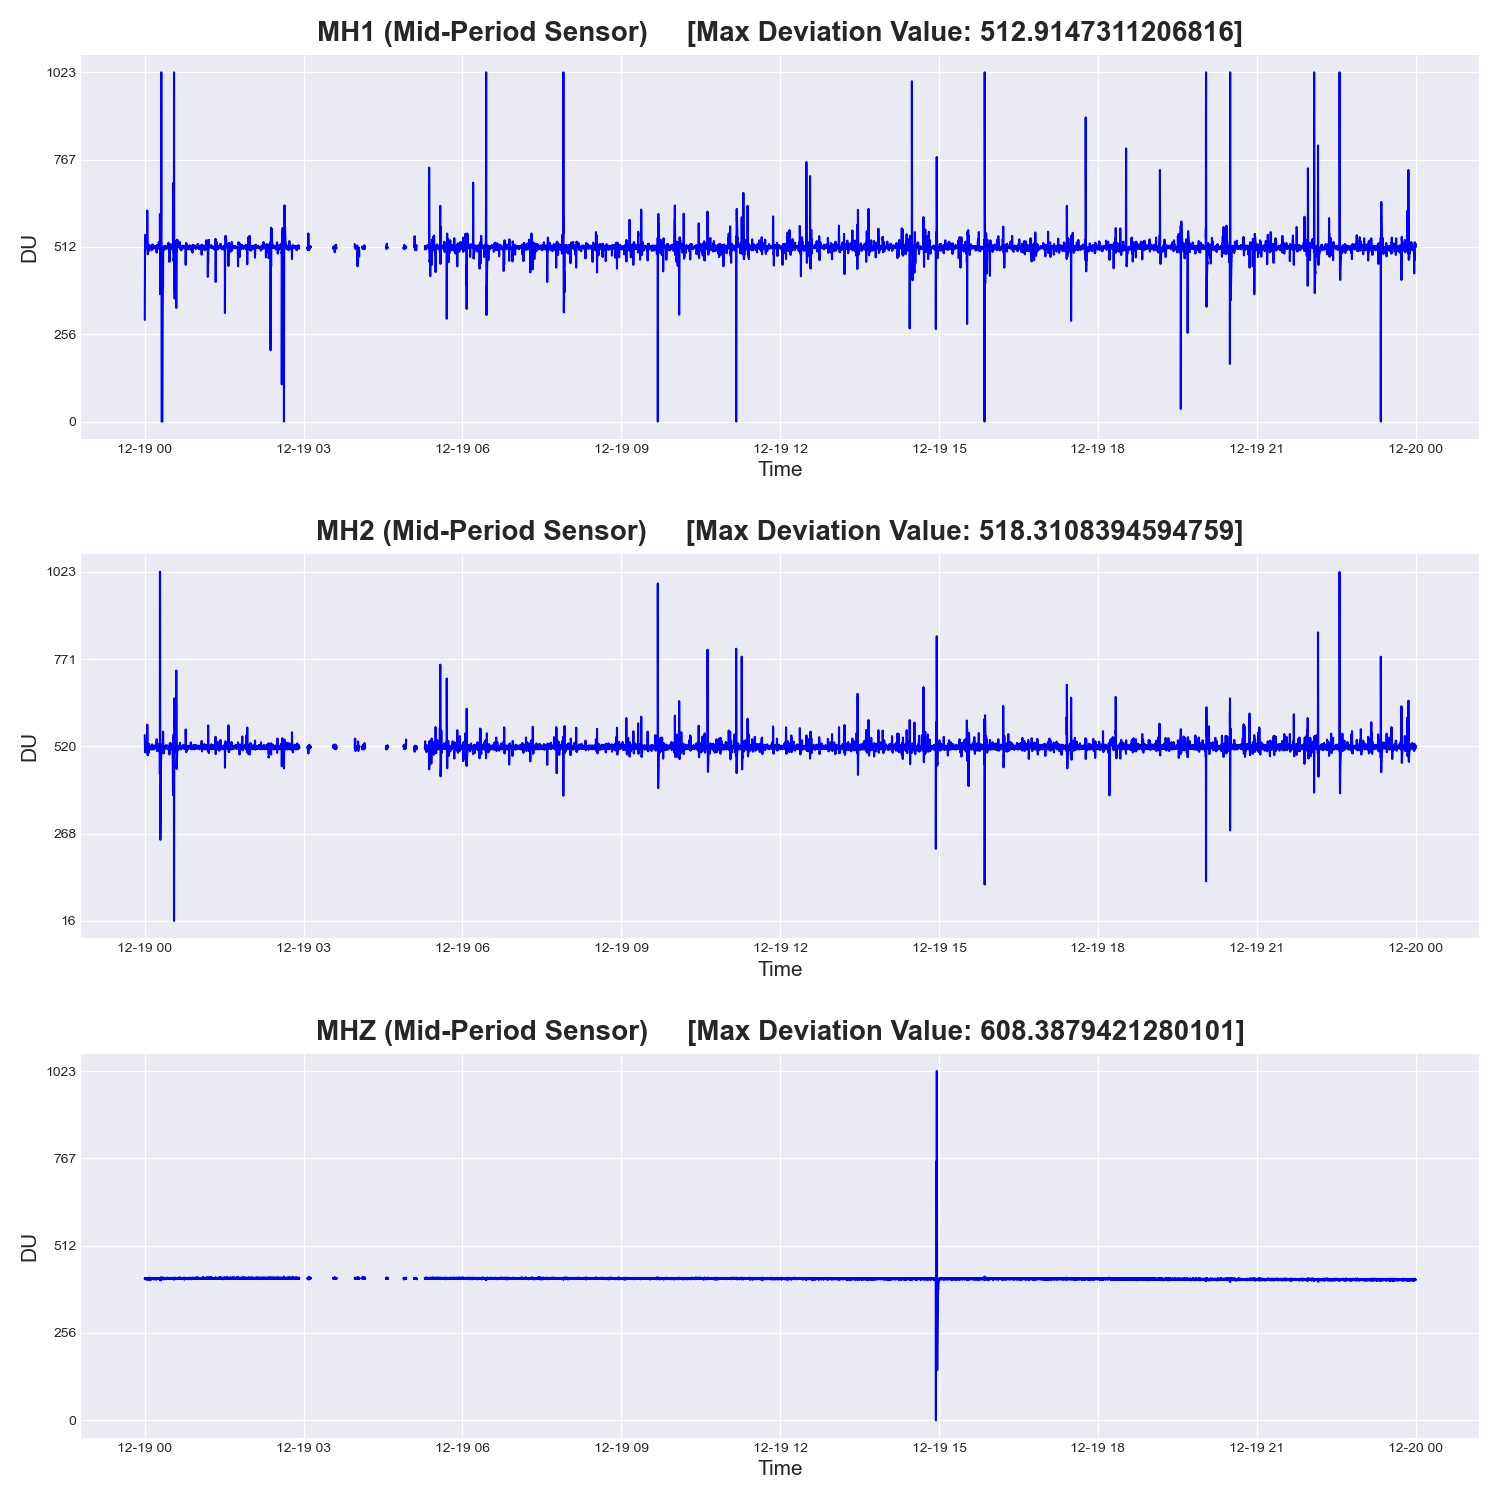 MH1 (Mid-Period Sensor) [Max Deviation Value: 512.9147311206816]
1023
767
512
256
0
DU
12-19 00 12-19 03 12-19 06 12-19 09 12-19 12 12-19 15 12-19 18 12-19 21 12-20 00
Time
MH2 (Mid-Period Sensor) [Max Deviation Value: 518.3108394594759]
1023
771
520
268
16
DU
12-19 00 12-19 03 12-19 06 12-19 09 12-19 12 12-19 15 12-19 18 12-19 21 12-20 00
Time
MHZ (Mid-Period Sensor) [Max Deviation Value: 608.3879421280101]
1023
767
512
256
0
DU
12-19 00 12-19 03 12-19 06 12-19 09 12-19 12 12-19 15 12-19 18 12-19 21 12-20 00
Time